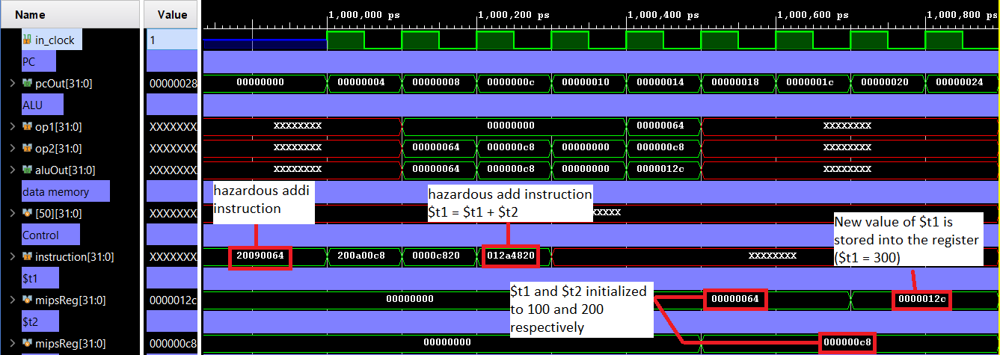 Name Value 1,000,000 ps 1,000,200 ps 1,000,400 ps 1,000,600 ps 1,000,800 ps
in_clock 1
PC
pcOut[31:0] 00000028 00000000 00000004 00000008 0000000c 00000010 00000014 00000018 0000001c 00000020 00000024
ALU
op1[31:0] XXXXXXX XXXXXXXX 00000000 00000064 XXXXXXXX
op2[31:0] XXXXXXX XXXXXXXX 00000064 000000c8 00000000 000000c8 XXXXXXXX
aluOut[31:0] XXXXXXX XXXXXXXX 00000064 000000c8 00000000 0000012c XXXXXXXX
data memory
hazardous addi
instruction
hazardous add instruction
$t1 = $t1 + $t2
[50][31:0] XXXXXXX XXXXX
Control
New value of $t1 is
stored into the register
($t1 = 300)
instruction[31:0] XXXXXXX 20090064 200a00c8 0000c820 012a4820 XXXXXXXX
$t1
$t1 and $t2 initialized
to 100 and 200
respectively
mipsReg[31:0] 0000012c 00000000 00000064 0000012c
$t2
mipsReg[31:0] 000000c8 00000000 000000c8